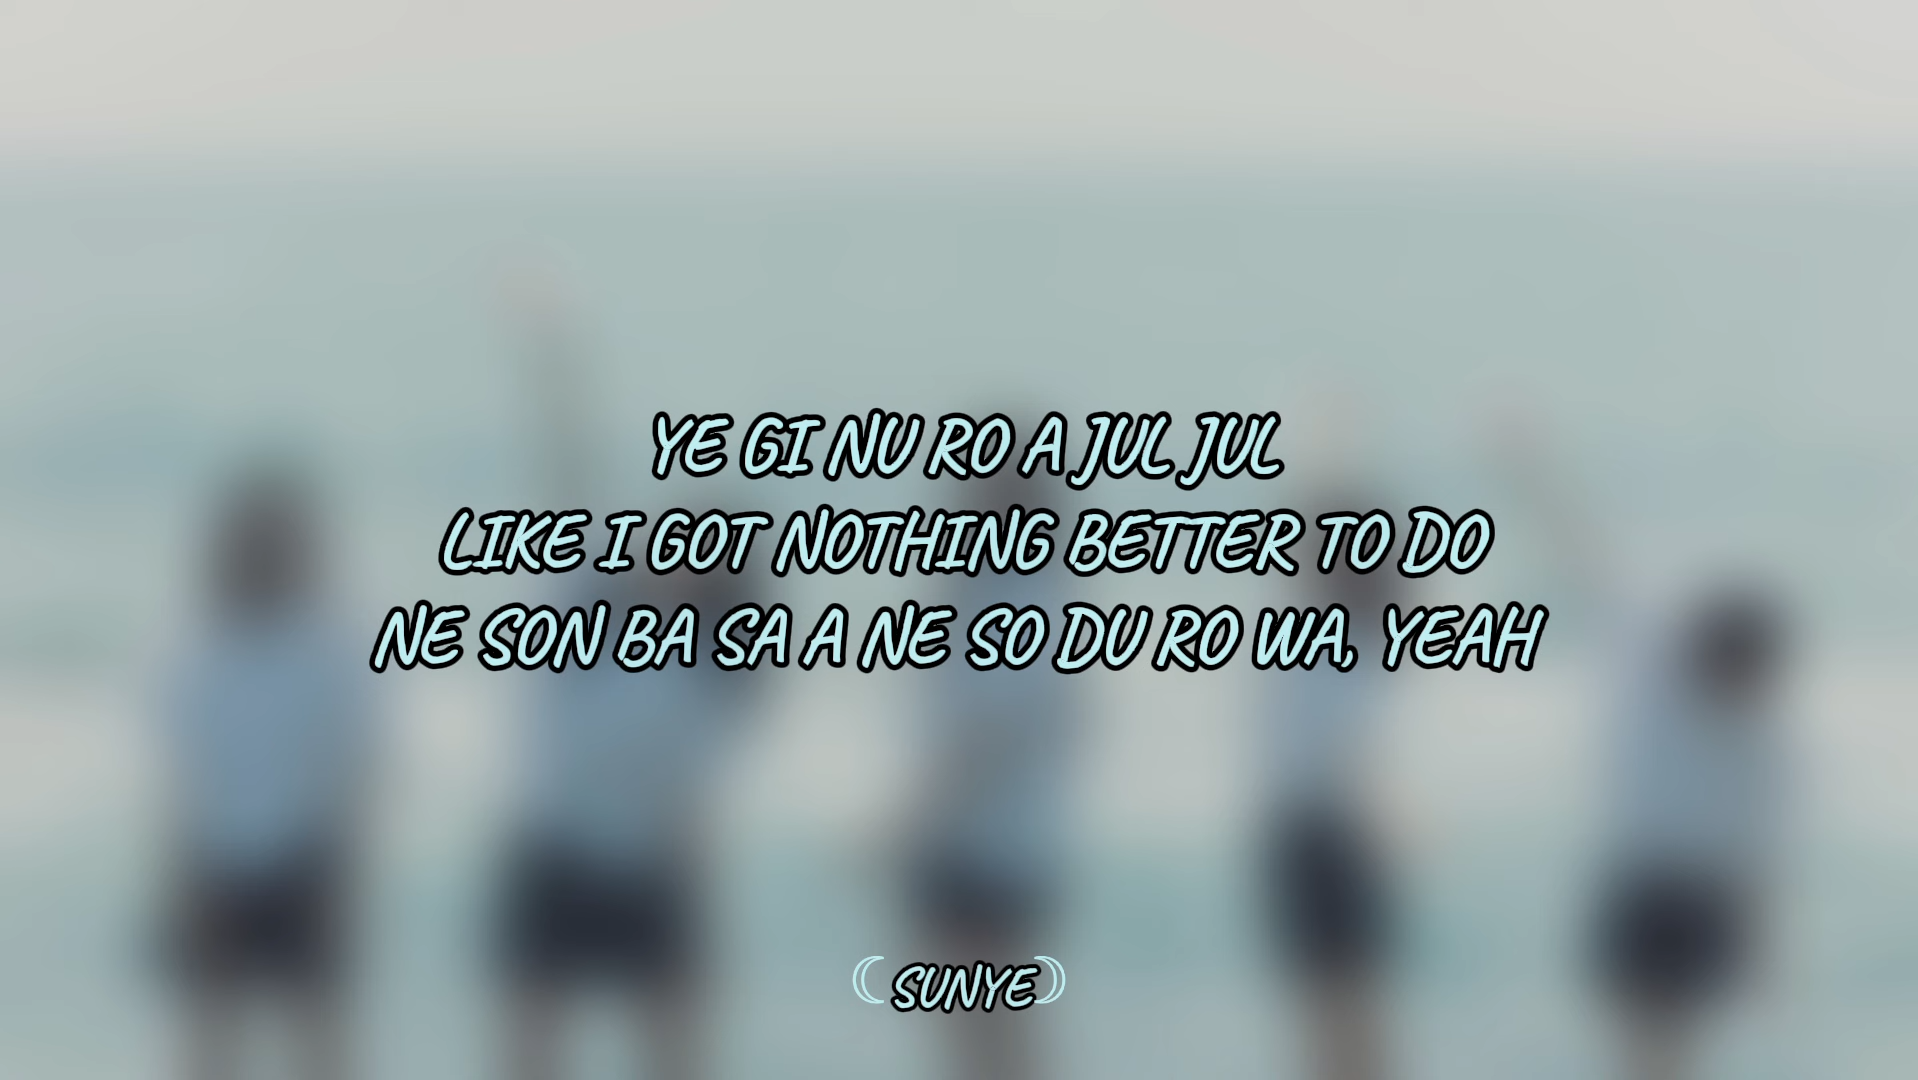 YE GI NU RO A JUL JUL
LIKE I GOT NOTHING BETTER TO DO
NE SON BA SA A NE SO DU RO WA, YEAH
☾ SUNYE ☽